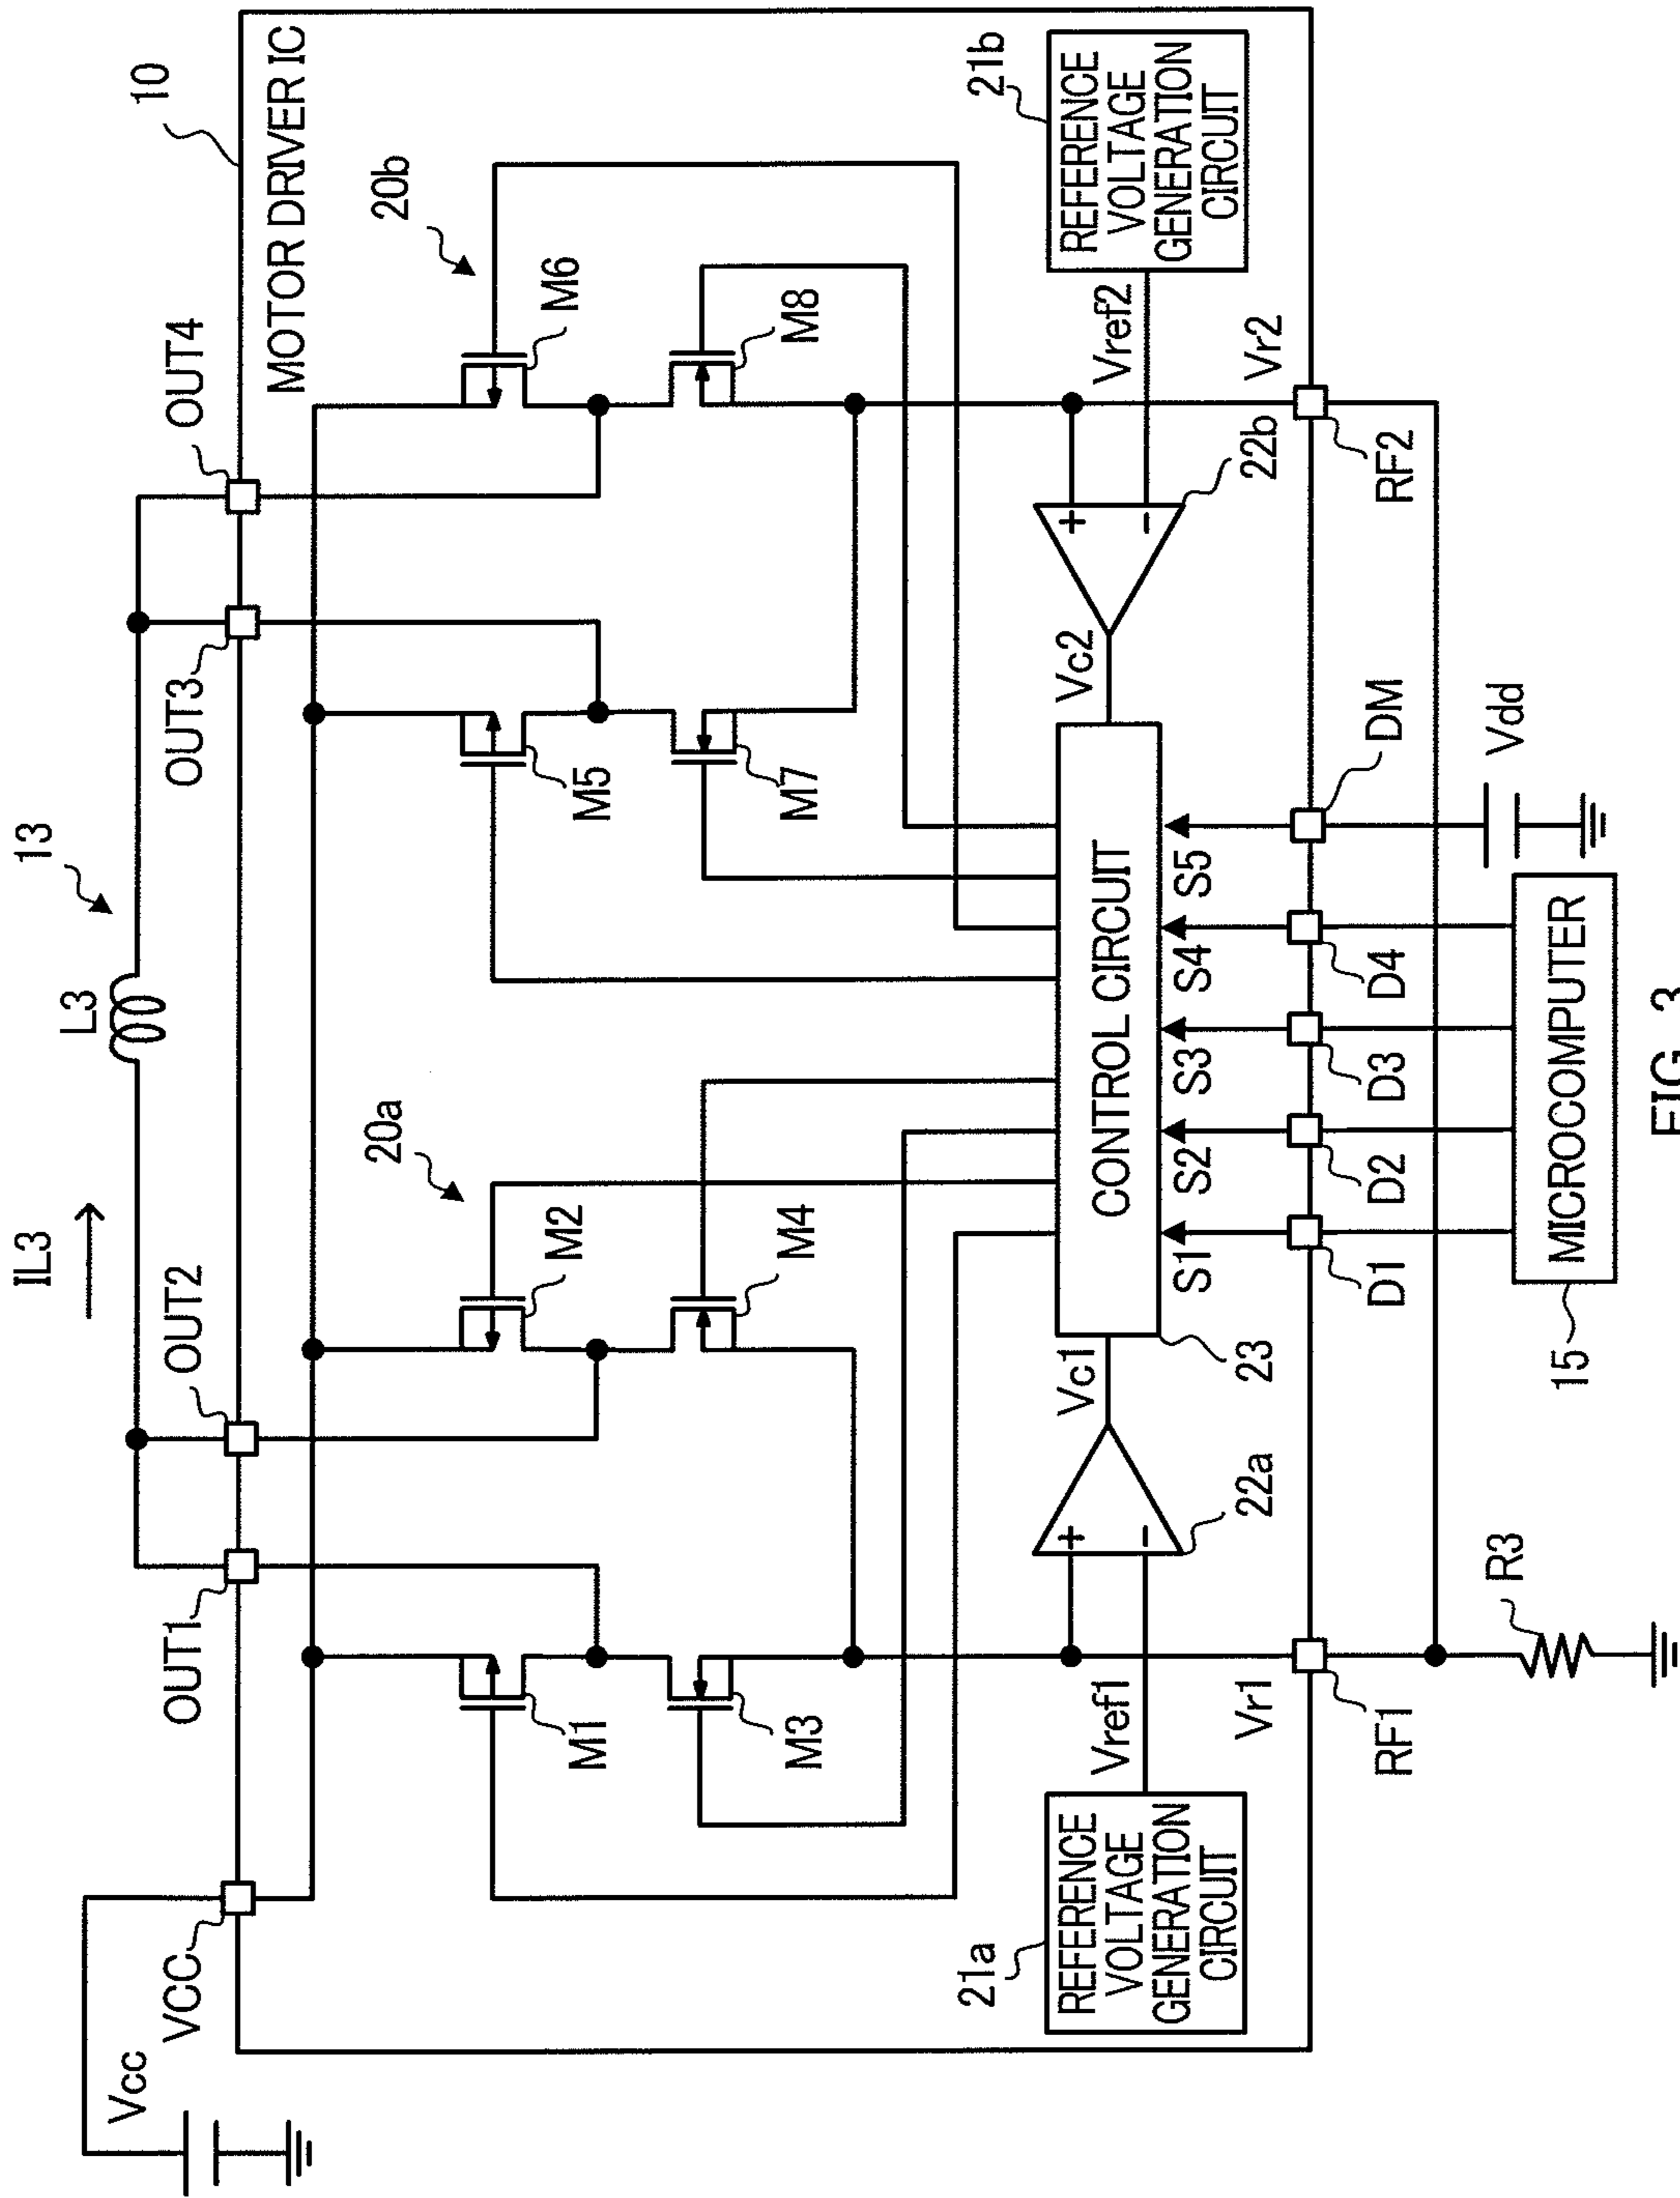 13
IL3
L3
Vcc
VCC
OUT1
OUT2
OUT3
OUT4
10
MOTOR DRIVER IC
20a
20b
M1
M2
M5
M6
M3
M4
M7
M8
21a
REFERENCE
VOLTAGE
GENERATION
CIRCUIT
Vref1
+
−
22a
Vc1
CONTROL CIRCUIT
23
Vc2
+
−
22b
Vref2
21b
REFERENCE
VOLTAGE
GENERATION
CIRCUIT
Vr1
S1
S2
S3
S4
S5
Vr2
RF1
D1
D2
D3
D4
DM
RF2
R3
Vdd
15
MICROCOMPUTER
FIG. 3